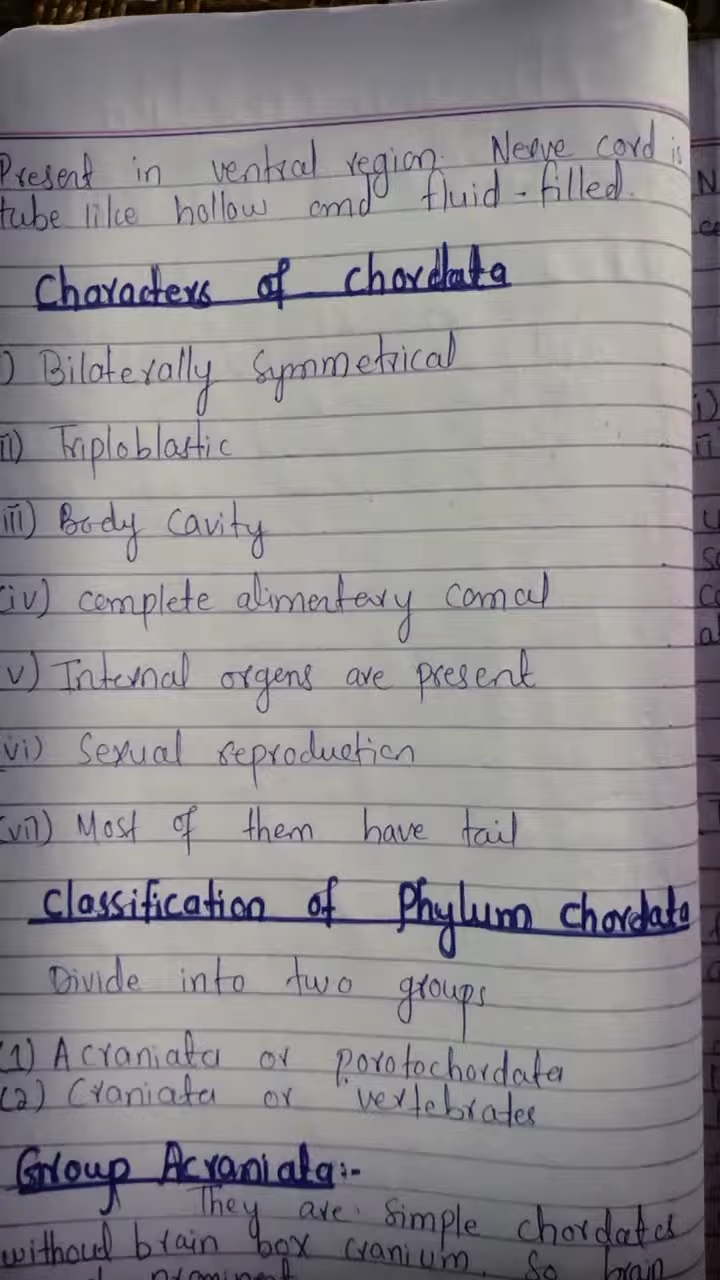 Present in ventral region. Nerve cord is
tube like hollow and fluid-filled.
Characters of chordata
i) Bilaterally Symmetrical
ii) Triploblastic
iii) Body cavity
(iv) complete alimentary canal
v) Internal orgens are present
vi) Sexual reproduction
(vii) Most of them have tail
Classification of Phylum chordata
Divide into two groups
(1) Acraniata or porotochordata
(2) Craniata or vertebrates
Group Acraniata:-
They are simple chordates
without brain box cranium. So brain
prominent